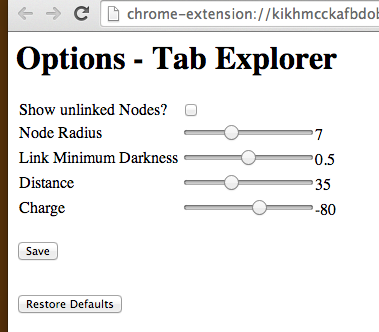 chrome-extension://kikhmcckafbdob
Options - Tab Explorer
Show unlinked Nodes?
Node Radius 7
Link Minimum Darkness 0.5
Distance 35
Charge -80
Save
Restore Defaults